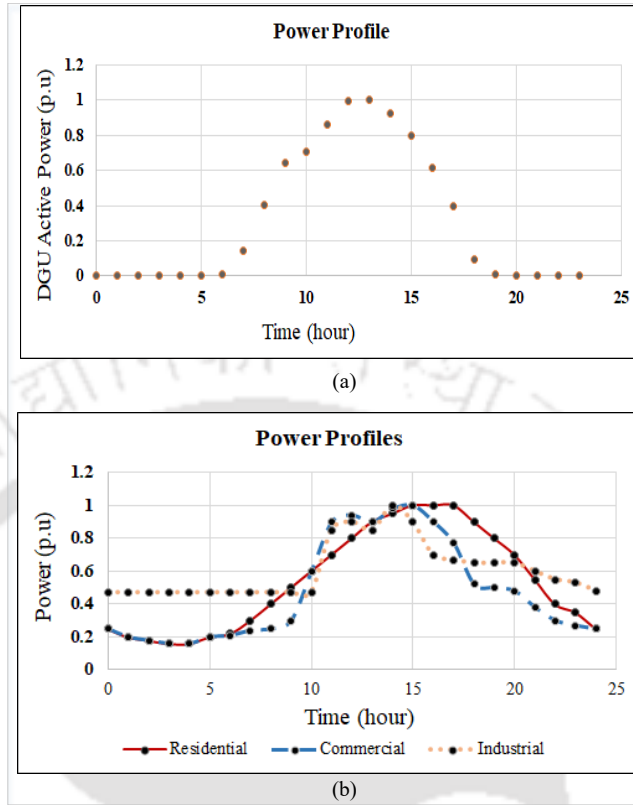 Power Profile
DGU Active Power (p.u)
1.2
1
0.8
0.6
0.4
0.2
0
0 5 10 15 20 25
Time (hour)
(a)
Power Profiles
Power (p.u)
1.2
1
0.8
0.6
0.4
0.2
0
0 5 10 15 20 25
Time (hour)
Residential Commercial Industrial
(b)